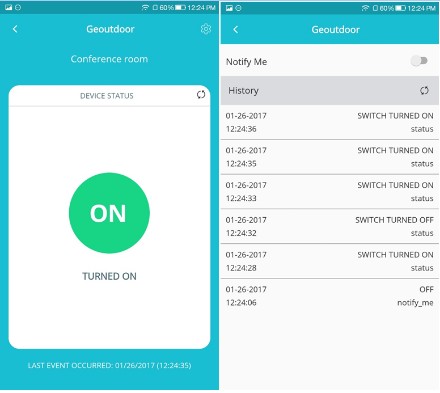 60% 12:24 PM
Geoutdoor
Conference room
DEVICE STATUS
ON
TURNED ON
LAST EVENT OCCURRED: 01/26/2017 (12:24:35)
60% 12:24 PM
Geoutdoor
Notify Me
History
01-26-2017 SWITCH TURNED ON
12:24:36 status
01-26-2017 SWITCH TURNED ON
12:24:35 status
01-26-2017 SWITCH TURNED ON
12:24:33 status
01-26-2017 SWITCH TURNED OFF
12:24:32 status
01-26-2017 SWITCH TURNED ON
12:24:28 status
01-26-2017 OFF
12:24:06 notify_me